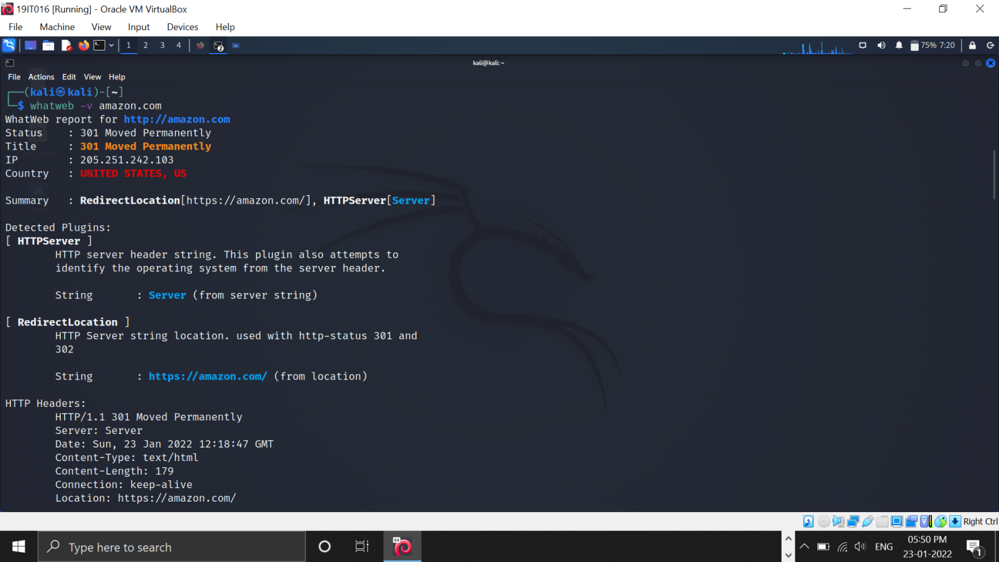 19IT016 [Running] - Oracle VM VirtualBox
File Machine View Input Devices Help
1 2 3 4 2 75% 7:20
kali@kali: ~
File Actions Edit View Help
(kali㉿kali)-[~]
$ whatweb -v amazon.com
WhatWeb report for http://amazon.com
Status : 301 Moved Permanently
Title : 301 Moved Permanently
IP : 205.251.242.103
Country : UNITED STATES, US
Summary : RedirectLocation[https://amazon.com/], HTTPServer[Server]
Detected Plugins:
[ HTTPServer ]
HTTP server header string. This plugin also attempts to
identify the operating system from the server header.
String : Server (from server string)
[ RedirectLocation ]
HTTP Server string location. used with http-status 301 and
302
String : https://amazon.com/ (from location)
HTTP Headers:
HTTP/1.1 301 Moved Permanently
Server: Server
Date: Sun, 23 Jan 2022 12:18:47 GMT
Content-Type: text/html
Content-Length: 179
Connection: keep-alive
Location: https://amazon.com/
Right Ctrl
Type here to search
64
ENG
05:50 PM
23-01-2022
1